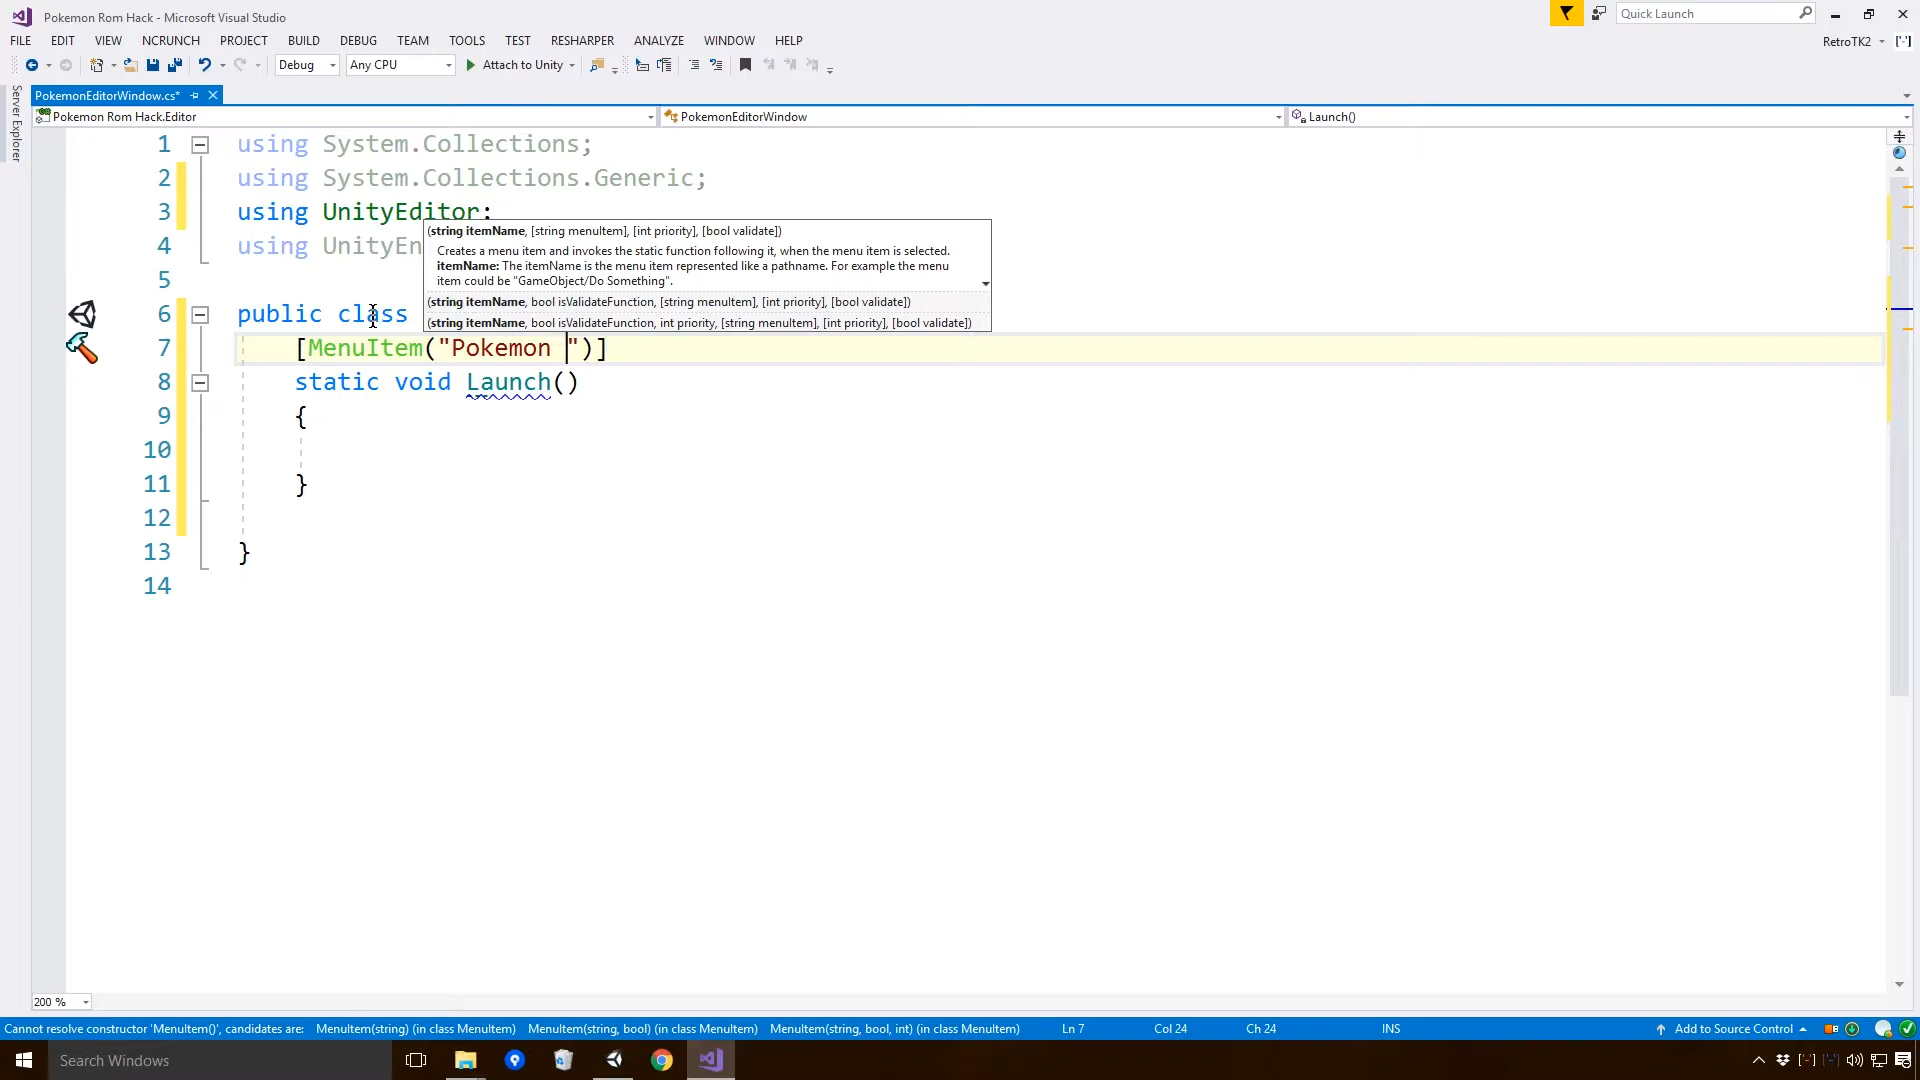 Pokemon Rom Hack - Microsoft Visual Studio
Quick Launch
FILE EDIT VIEW NCRUNCH PROJECT BUILD DEBUG TEAM TOOLS TEST RESHARPER ANALYZE WINDOW HELP
RetroTK2
Debug Any CPU Attach to Unity
Server Explorer
PokemonEditorWindow.cs*
Pokemon Rom Hack.Editor PokemonEditorWindow Launch()
1 using System.Collections;
2 using System.Collections.Generic;
3 using UnityEditor;
4 using UnityEn
(string itemName, [string menuItem], [int priority], [bool validate])
Creates a menu item and invokes the static function following it, when the menu item is selected.
itemName: The itemName is the menu item represented like a pathname. For example the menu
item could be "GameObject/Do Something".
(string itemName, bool isValidateFunction, [string menuItem], [int priority], [bool validate])
(string itemName, bool isValidateFunction, int priority, [string menuItem], [int priority], [bool validate])
5
6 public class
7 [MenuItem("Pokemon ")]
8 static void Launch()
9 {
10
11 }
12
13 }
14
200 %
Cannot resolve constructor 'MenuItem()', candidates are: MenuItem(string) (in class MenuItem) MenuItem(string, bool) (in class MenuItem) MenuItem(string, bool, int) (in class MenuItem) Ln 7 Col 24 Ch 24 INS Add to Source Control
Search Windows